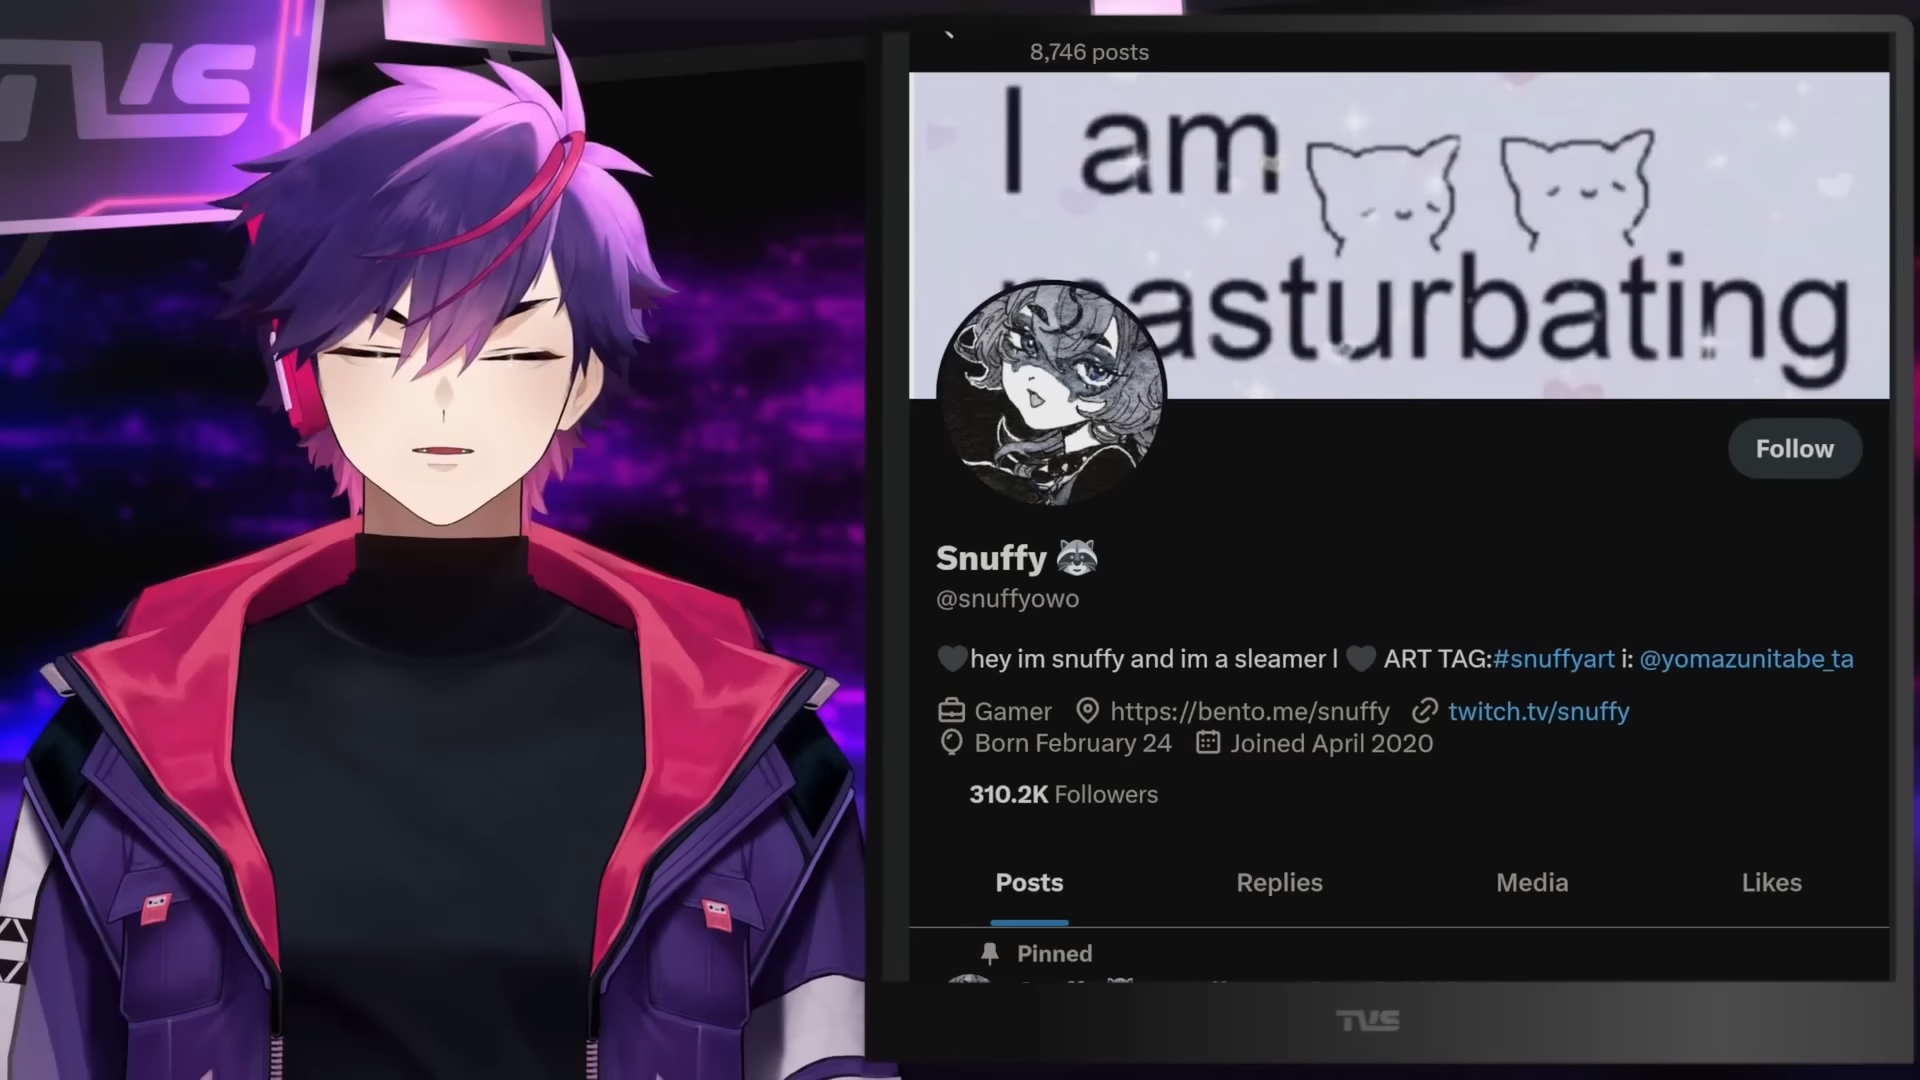 TVS
8,746 posts
I am
masturbating
Follow
Snuffy
@snuffyowo
hey im snuffy and im a sleamer l ART TAG:#snuffyart i: @yomazunitabe_ta
Gamer https://bento.me/snuffy twitch.tv/snuffy
Born February 24 Joined April 2020
310.2K Followers
Posts Replies Media Likes
Pinned
TVS